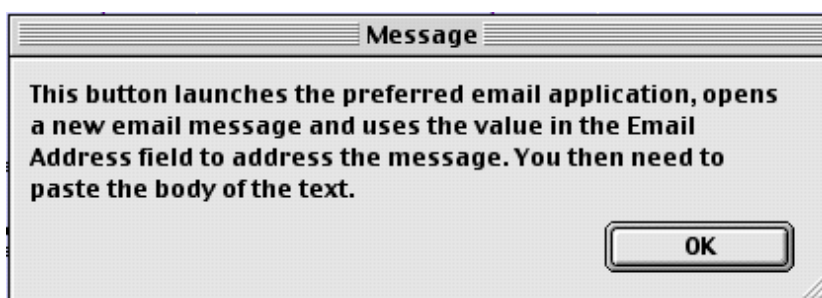 Message
This button launches the preferred email application, opens
a new email message and uses the value in the Email
Address field to address the message. You then need to
paste the body of the text.
OK